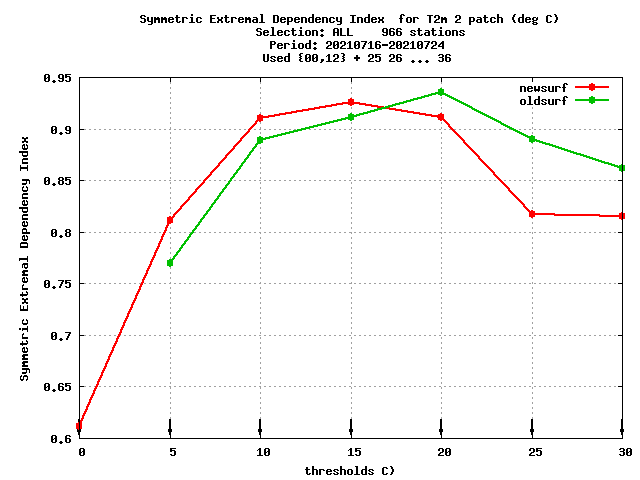 Symmetric Extremal Dependency Index  for T2m 2 patch (deg C)
Selection: ALL    966 stations
Period: 20210716-20210724
Used {00,12} + 25 26 ... 36
newsurf
oldsurf
Symmetric Extremal Dependency Index
0.95
0.9
0.85
0.8
0.75
0.7
0.65
0.6
0 5 10 15 20 25 30
thresholds C)